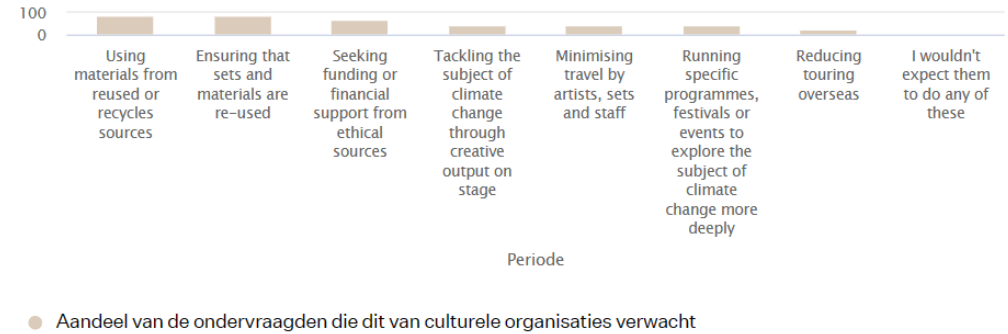 100
0
Using
materials from
reused or
recycles
sources
Ensuring that
sets and
materials are
re-used
Seeking
funding or
financial
support from
ethical
sources
Tackling the
subject of
climate
change
through
creative
output on
stage
Minimising
travel by
artists, sets
and staff
Running
specific
programmes,
festivals or
events to
explore the
subject of
climate
change more
deeply
Reducing
touring
overseas
I wouldn't
expect them
to do any of
these
Periode
Aandeel van de ondervraagden die dit van culturele organisaties verwacht